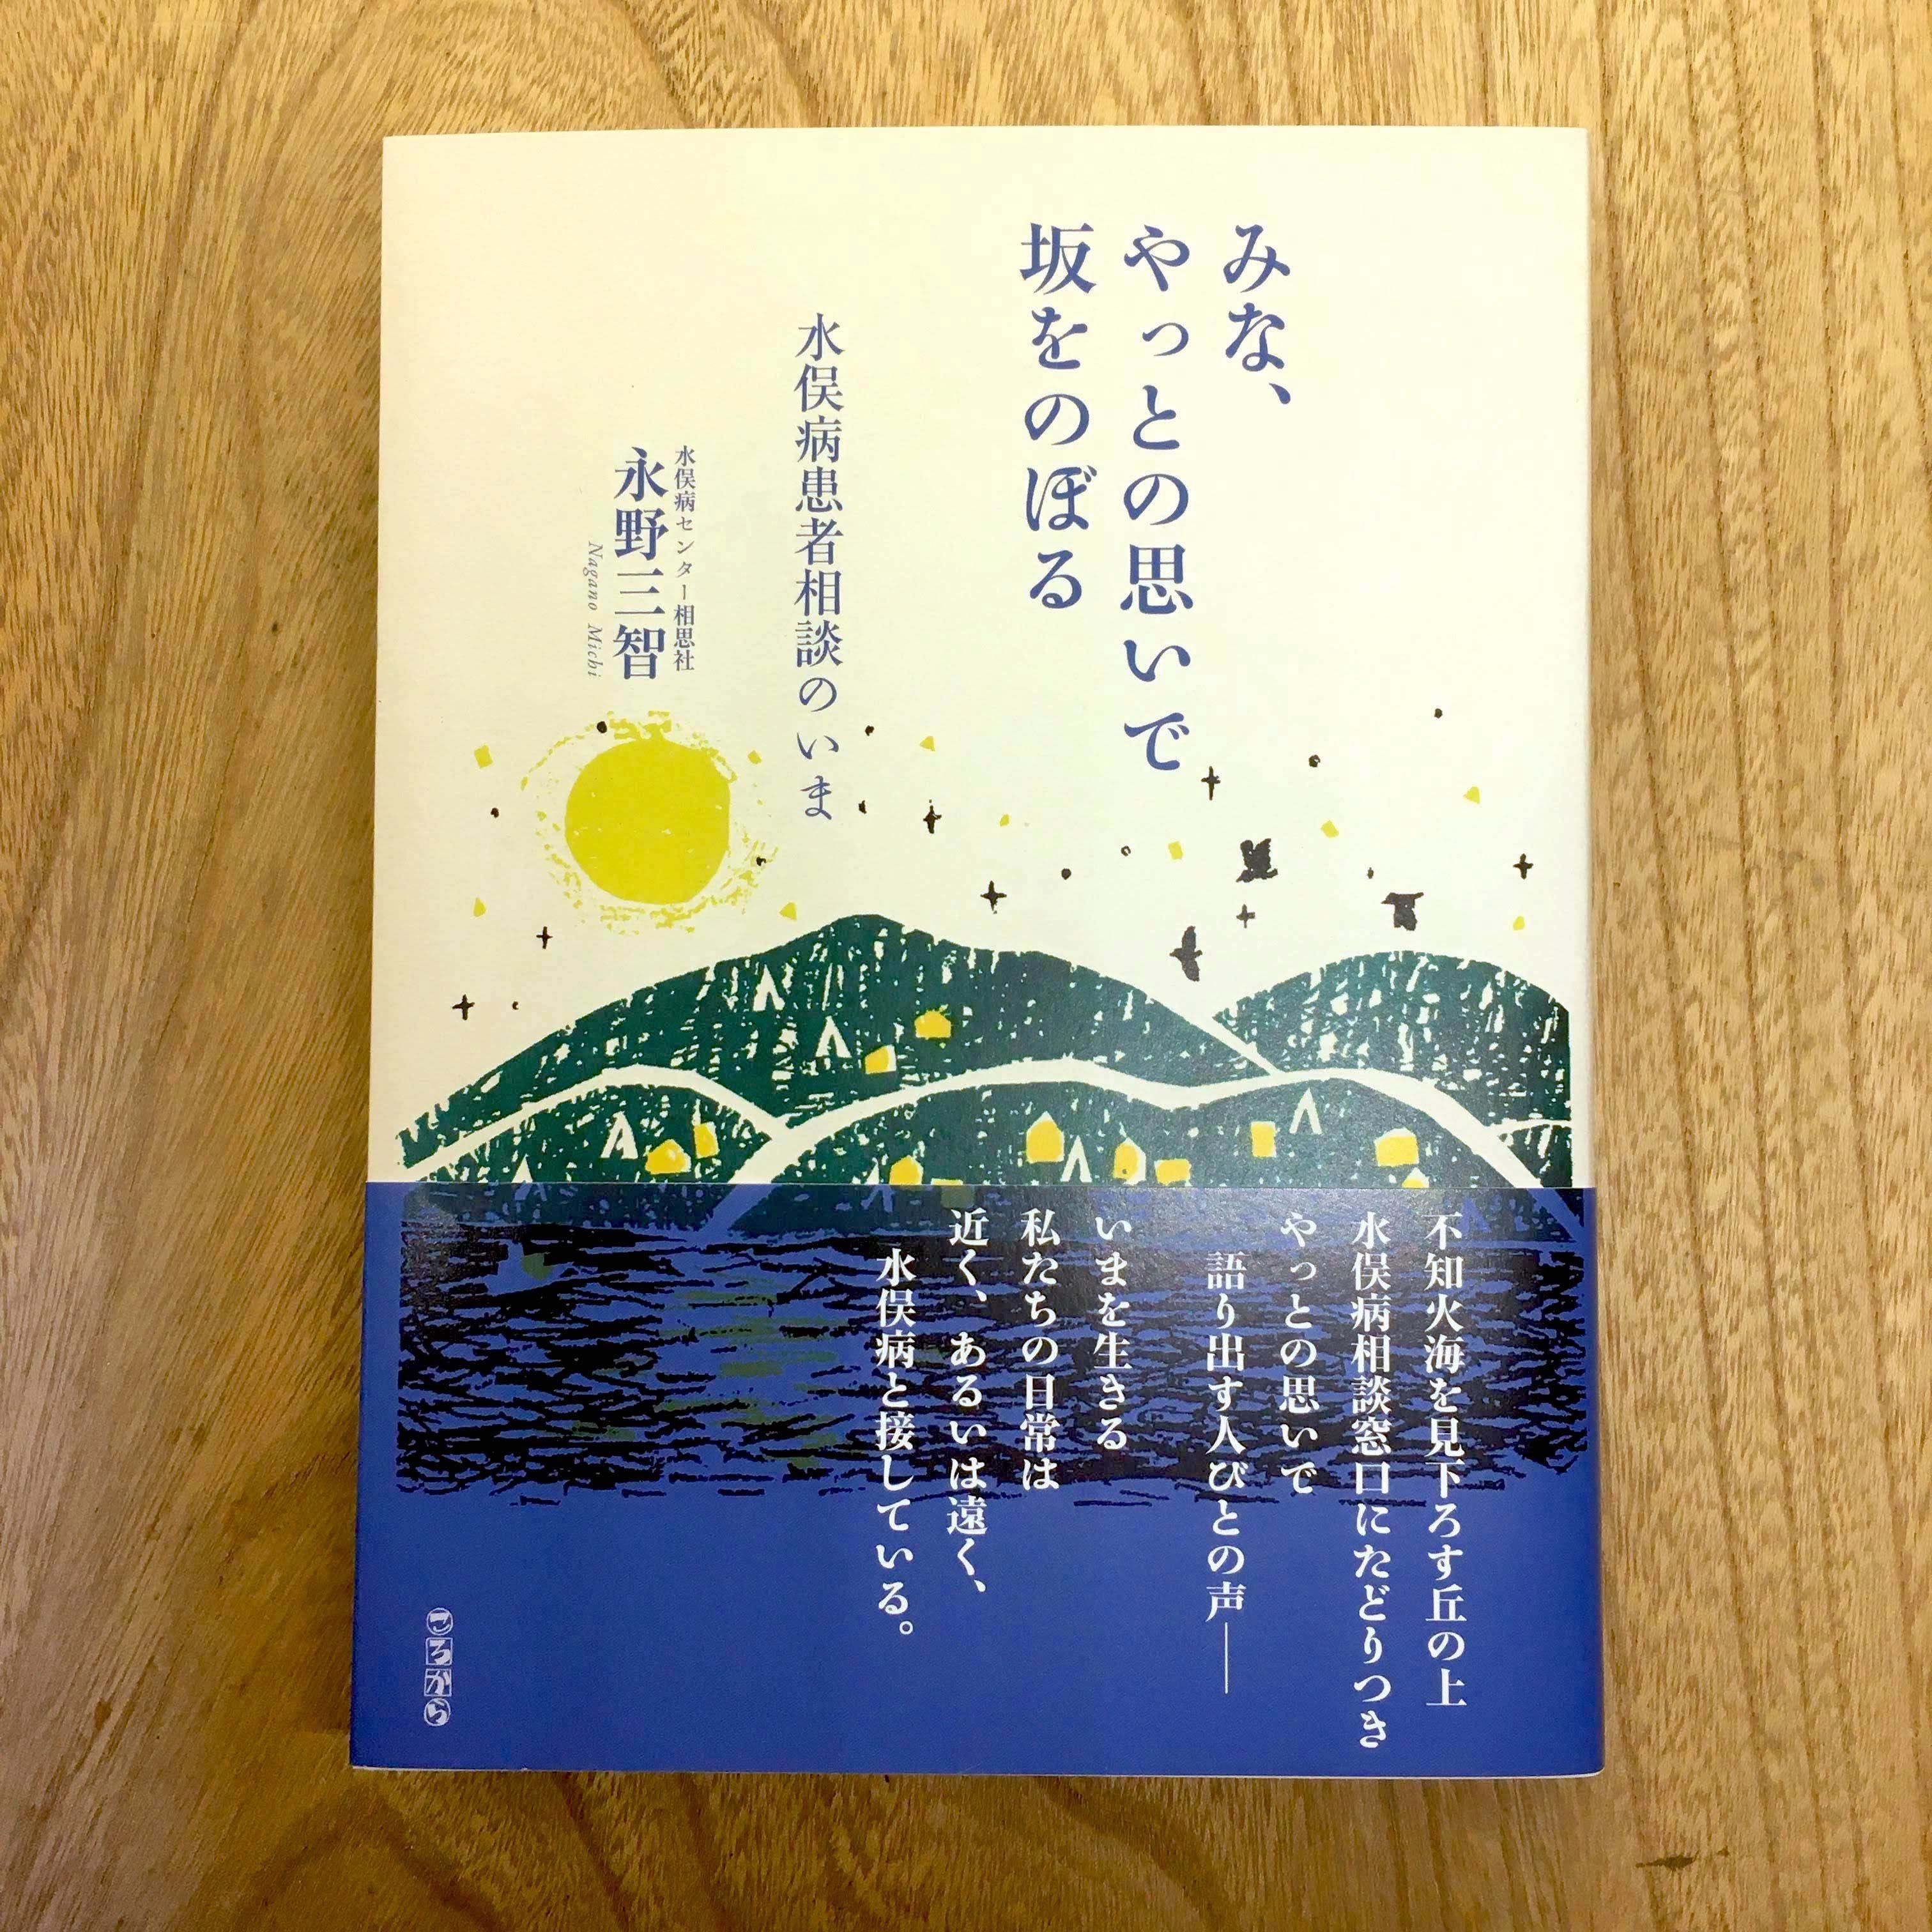 みな、
やっとの思いで
坂をのぼる
水俣病患者相談のいま
水俣病センター相思社
永野三智
Nagano Michi
不知火海を見下ろす丘の上
水俣病相談窓口にたどりつき
やっとの思いで
語り出す人びとの声――
いまを生きる
私たちの日常は
近く、あるいは遠く、
水俣病と接している。
ころから